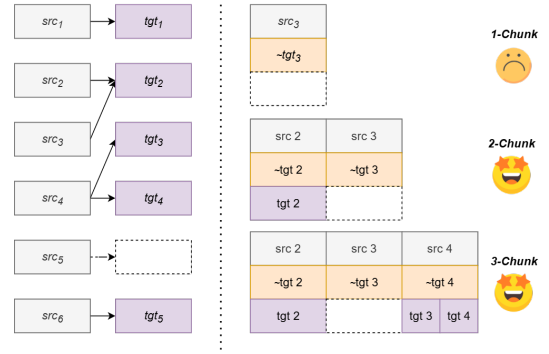 src1 tgt1
src2 tgt2
src3 tgt3
src4 tgt4
src5
src6 tgt5
src3
~tgt3
1-Chunk
src 2 src 3
~tgt 2 ~tgt 3
tgt 2
2-Chunk
src 2 src 3 src 4
~tgt 2 ~tgt 3 ~tgt 4
tgt 2 tgt 3 tgt 4
3-Chunk